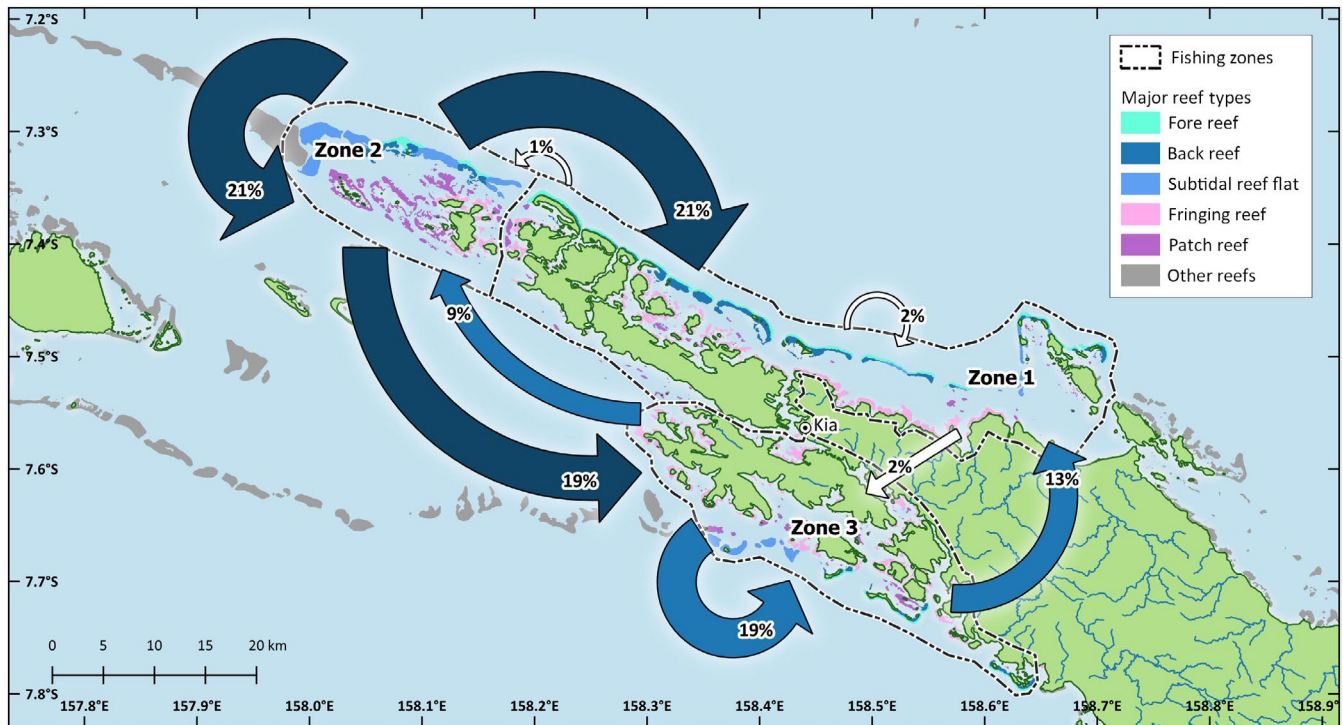 7.2°S
7.3°S
7.4°S
7.5°S
7.6°S
7.7°S
7.8°S
157.8°E
157.9°E
158.0°E
158.1°E
158.2°E
158.3°E
158.4°E
158.5°E
158.6°E
158.7°E
158.8°E
158.9°E
Fishing zones
Major reef types
Fore reef
Back reef
Subtidal reef flat
Fringing reef
Patch reef
Other reefs
Zone 2
1%
21%
21%
9%
2%
Zone 1
Kia
2%
13%
19%
Zone 3
19%
0 5 10 15 20 km